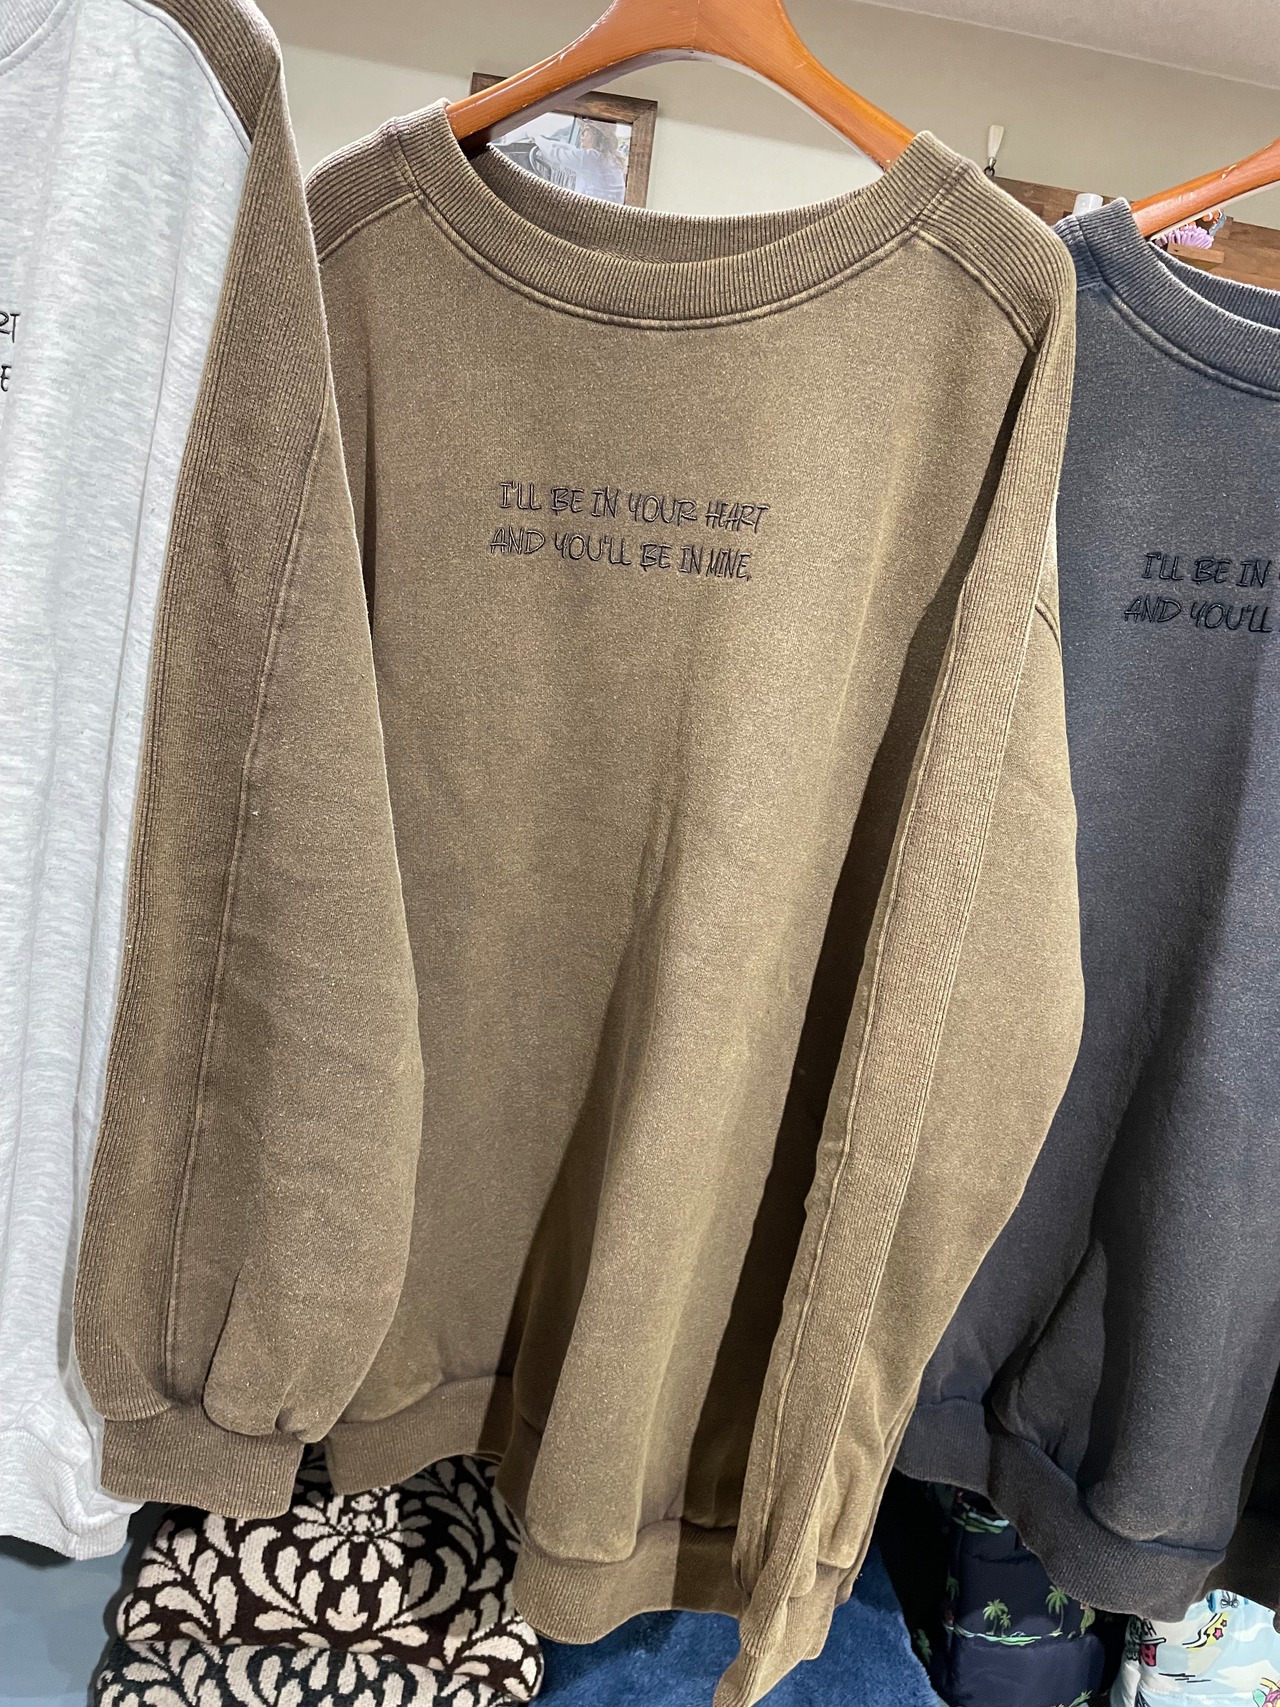 I'LL BE IN YOUR HEART
AND YOU'LL BE IN MINE.
I'LL BE IN
AND YOU'LL